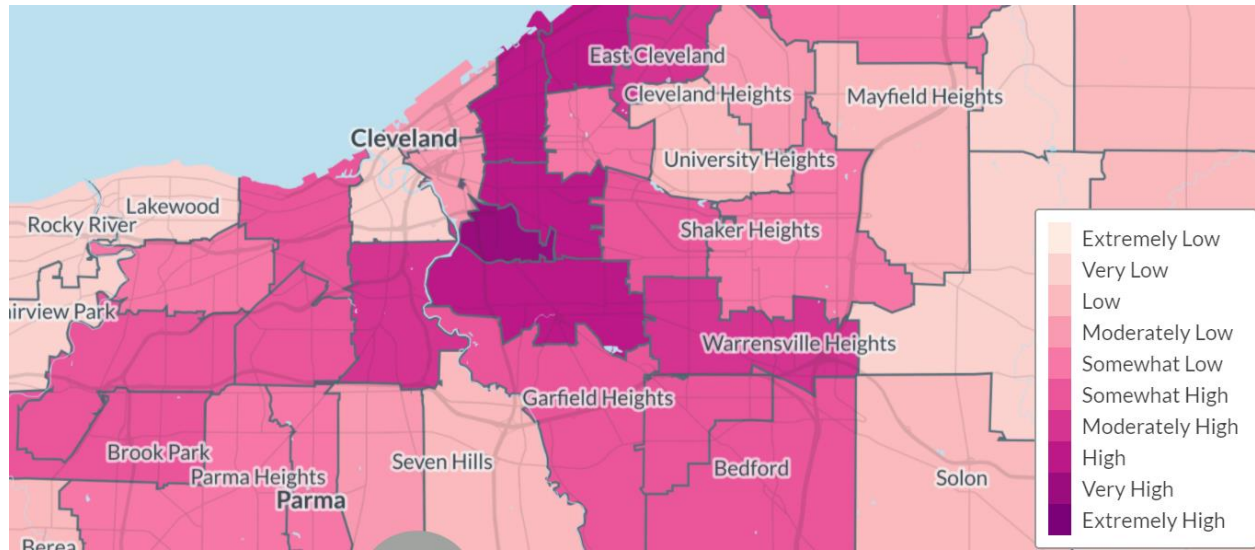 East Cleveland
Cleveland Heights
Mayfield Heights
Cleveland
University Heights
Lakewood
Rocky River
Shaker Heights
airview Park
Warrensville Heights
Garfield Heights
Brook Park
Seven Hills
Bedford
Parma Heights
Solon
Parma
Berea
Extremely Low
Very Low
Low
Moderately Low
Somewhat Low
Somewhat High
Moderately High
High
Very High
Extremely High